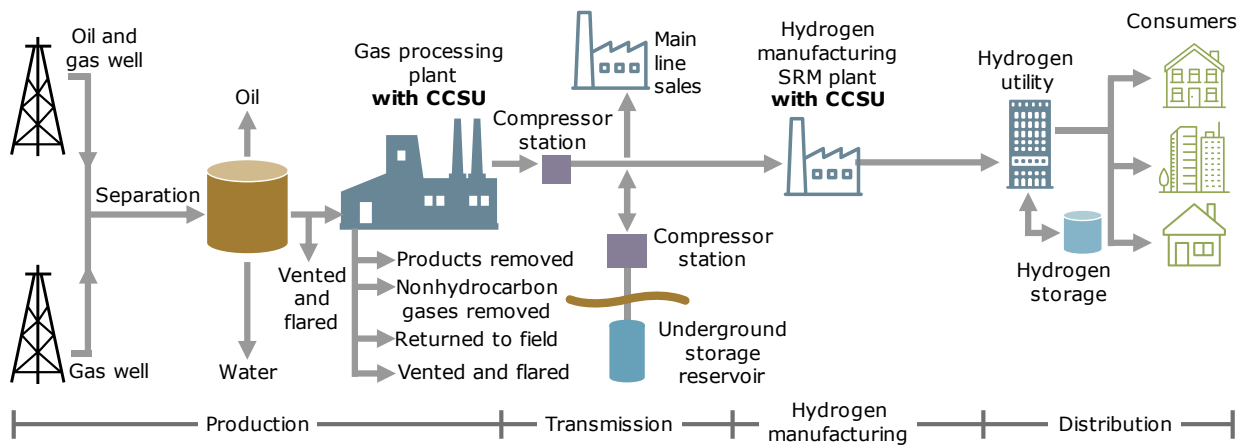 Oil and
gas well
Gas processing
plant
with CCSU
Main
line
sales
Hydrogen
manufacturing
SRM plant
with CCSU
Hydrogen
utility
Consumers
Oil
Compressor
station
Separation
Vented
and
flared
Products removed
Nonhydrocarbon
gases removed
Returned to field
Vented and flared
Compressor
station
Underground
storage
reservoir
Hydrogen
storage
Gas well
Water
Production
Transmission
Hydrogen
manufacturing
Distribution